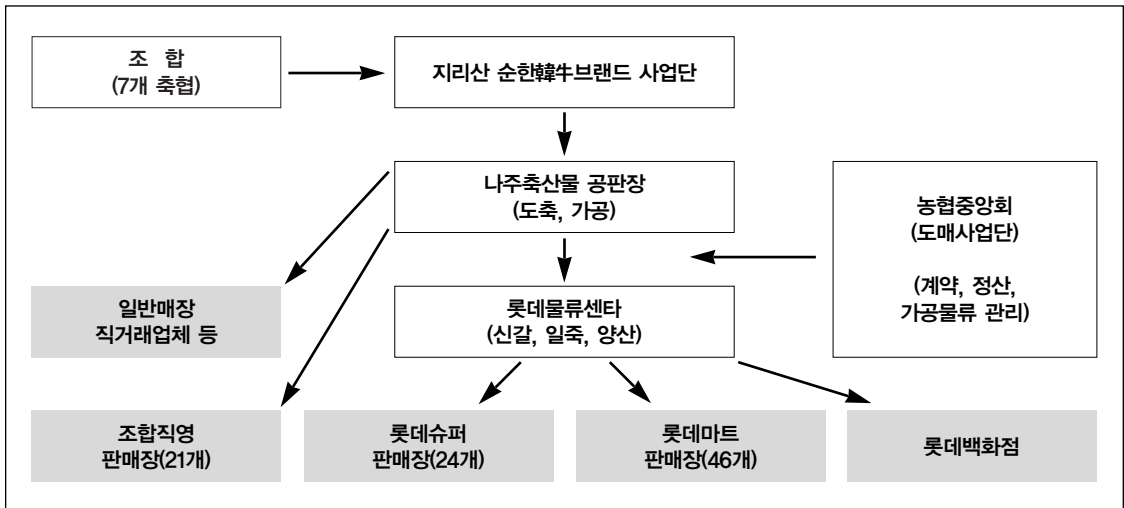 조 합
(7개 축협)
지리산 순한韓牛브랜드 사업단
나주축산물 공판장
(도축, 가공)
농협중앙회
(도매사업단)
(계약, 정산,
가공물류 관리)
일반매장
직거래업체 등
롯데물류센타
(신갈, 일죽, 양산)
조합직영
판매장(21개)
롯데슈퍼
판매장(24개)
롯데마트
판매장(46개)
롯데백화점